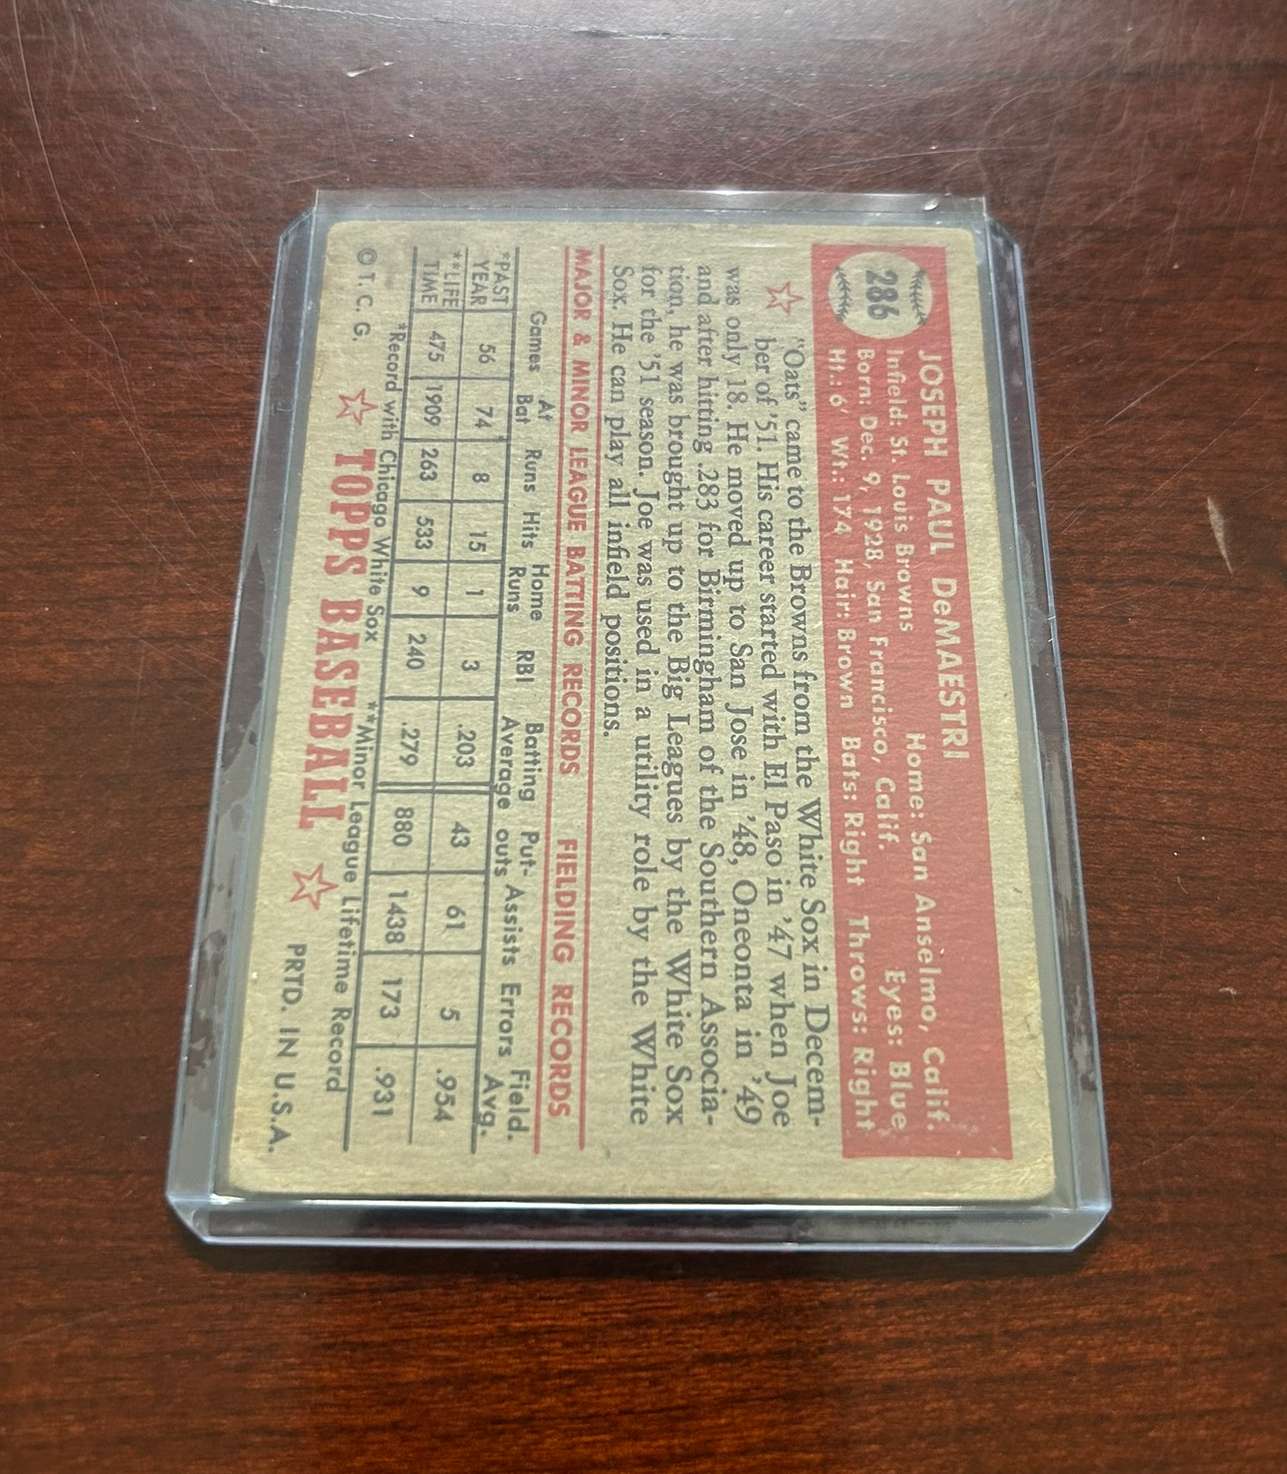 286
JOSEPH PAUL DeMAESTRI
Infield: St. Louis Browns Home: San Anselmo, Calif.
Born: Dec. 9, 1928, San Francisco, Calif. Eyes: Blue
Ht.: 6' Wt.: 174 Hair: Brown Bats: Right Throws: Right
"Oats" came to the Browns from the White Sox in Decem-
ber of '51. His career started with El Paso in '47 when Joe
was only 18. He moved up to San Jose in '48, Oneonta in '49
and after hitting .283 for Birmingham of the Southern Associa-
tion, he was brought up to the Big Leagues by the White Sox
for the '51 season. Joe was used in a utility role by the White
Sox. He can play all infield positions.
MAJOR & MINOR LEAGUE BATTING RECORDS FIELDING RECORDS
Games At Bat Runs Hits Home Runs RBI Batting Average Put-outs Assists Errors Field. Avg.
*PAST YEAR 56 74 8 15 1 3 .203 43 61 5 .954
**LIFE TIME 475 1909 263 533 9 240 .279 880 1438 173 .931
*Record with Chicago White Sox **Minor League Lifetime Record
© T. C. G. TOPPS BASEBALL PRTD. IN U.S.A.